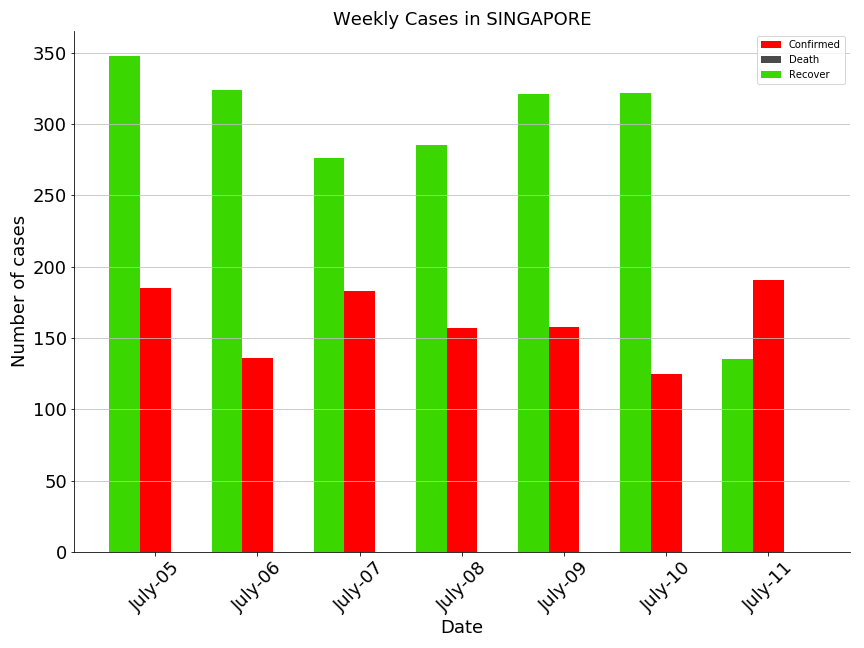 Weekly Cases in SINGAPORE
Confirmed
Death
Recover
Number of cases
350
300
250
200
150
100
50
0
July-05
July-06
July-07
July-08
July-09
July-10
July-11
Date